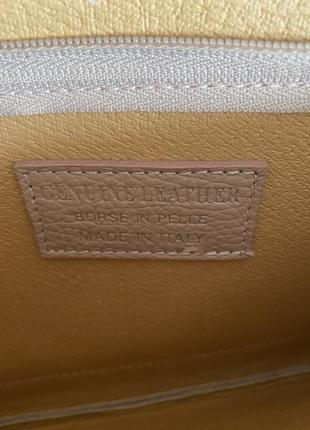 GENUINE LEATHER
BORSE IN PELLE
MADE IN ITALY